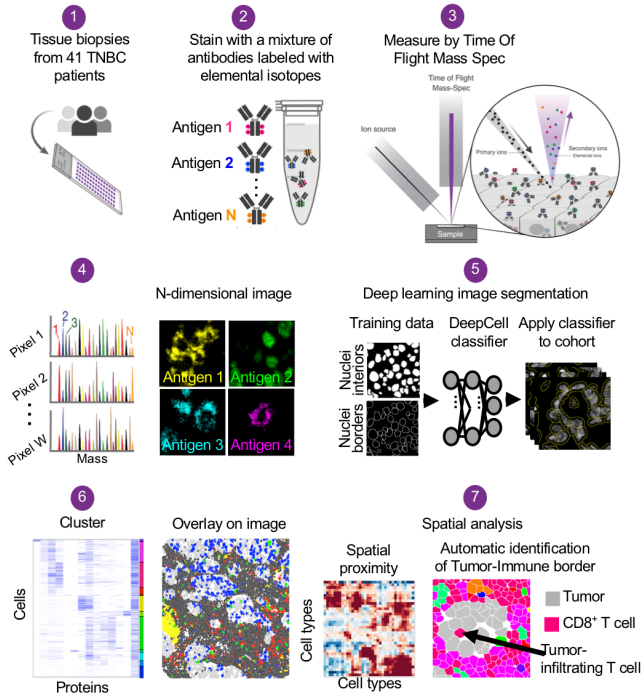 1
Tissue biopsies
from 41 TNBC
patients
2
Stain with a mixture of
antibodies labeled with
elemental isotopes
Antigen 1
Antigen 2
Antigen N
3
Measure by Time Of
Flight Mass Spec
Time of Flight
Mass-Spec
Ion source
Sample
Primary ions
Secondary ions
Elemental ions
4
N-dimensional image
Pixel 1
1
2
3
N
Pixel 2
Pixel W
Mass
Antigen 1
Antigen 2
Antigen 3
Antigen 4
5
Deep learning image segmentation
Training data
Nuclei
interiors
Nuclei
borders
DeepCell
classifier
Apply classifier
to cohort
6
Cluster
Cells
Proteins
Overlay on image
7
Spatial analysis
Spatial
proximity
Cell types
Cell types
Automatic identification
of Tumor-Immune border
Tumor
CD8⁺ T cell
Tumor-
infiltrating T cell